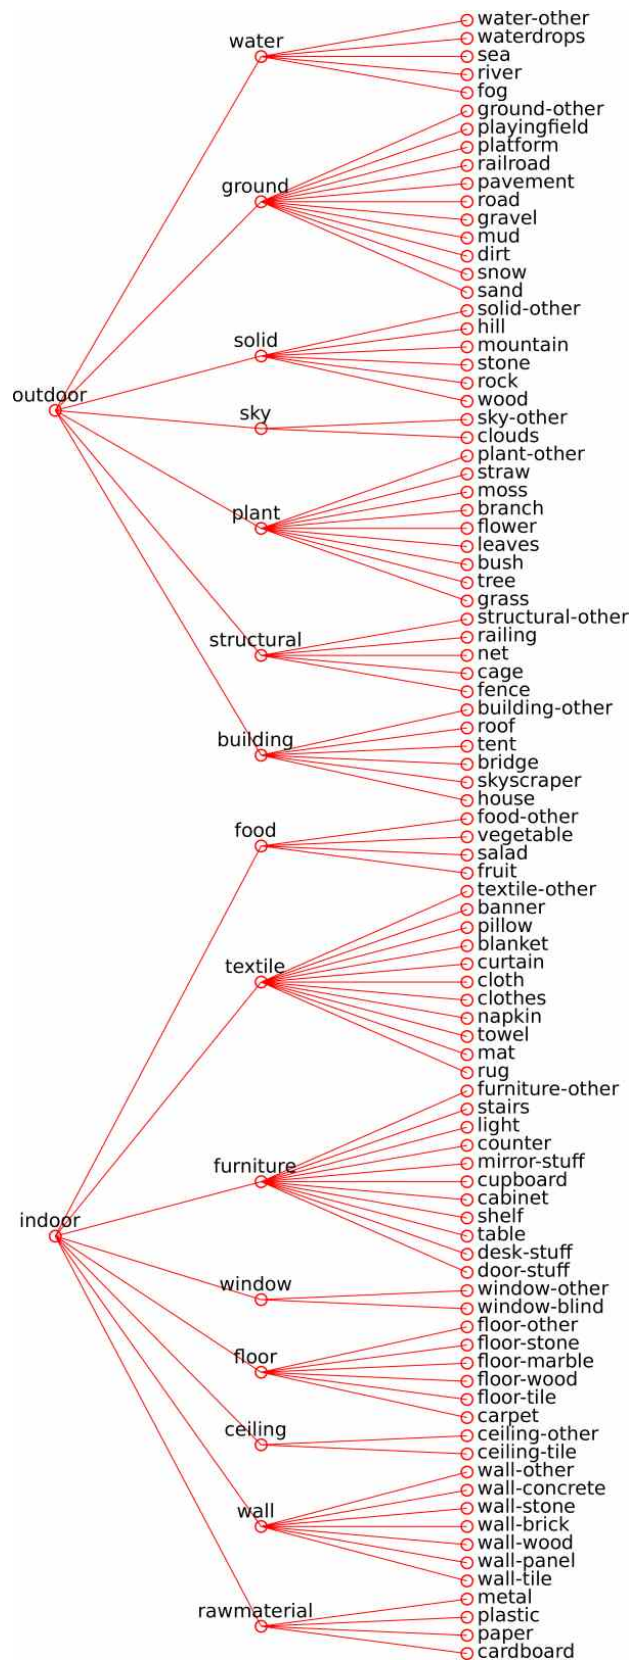 water-other
waterdrops
water
sea
river
fog
ground-other
playingfield
platform
railroad
ground
pavement
road
gravel
mud
dirt
snow
sand
solid-other
hill
solid
mountain
stone
rock
outdoor
wood
sky
sky-other
clouds
plant-other
straw
moss
branch
plant
flower
leaves
bush
tree
grass
structural-other
structural
railing
net
cage
fence
building-other
roof
building
tent
bridge
skyscraper
house
food
food-other
vegetable
salad
fruit
textile-other
banner
pillow
blanket
textile
curtain
cloth
clothes
napkin
towel
mat
rug
furniture-other
stairs
light
counter
furniture
mirror-stuff
cupboard
cabinet
indoor
shelf
table
desk-stuff
door-stuff
window
window-other
window-blind
floor-other
floor-stone
floor
floor-marble
floor-wood
floor-tile
carpet
ceiling
ceiling-other
ceiling-tile
wall-other
wall-concrete
wall
wall-stone
wall-brick
wall-wood
wall-panel
wall-tile
metal
rawmaterial
plastic
paper
cardboard